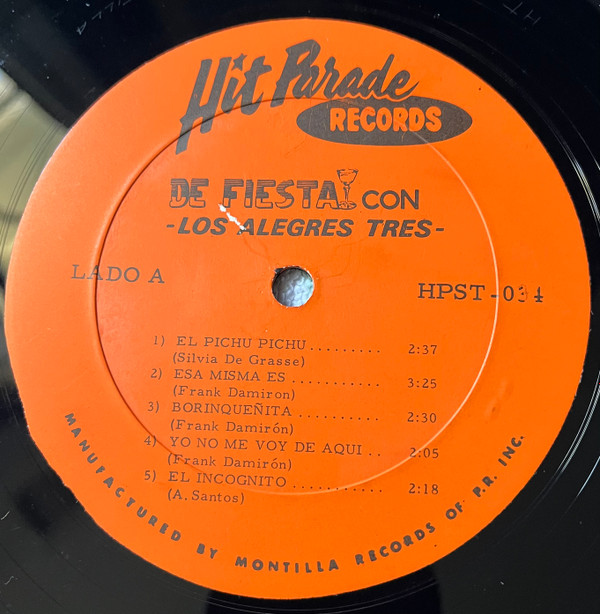 Hit Parade
RECORDS
DE FIESTA CON
-LOS ALEGRES TRES-
LADO A
HPST-034
1) EL PICHU PICHU ......... 2:37
(Silvia De Grasse)
2) ESA MISMA ES ........... 3:25
(Frank Damiron)
3) BORINQUEÑITA .......... 2:30
(Frank Damirón)
4) YO NO ME VOY DE AQUI .. 2:05
(Frank Damirón)
5) EL INCOGNITO ........... 2:18
(A. Santos)
MANUFACTURED BY MONTILLA RECORDS OF P.R. INC.